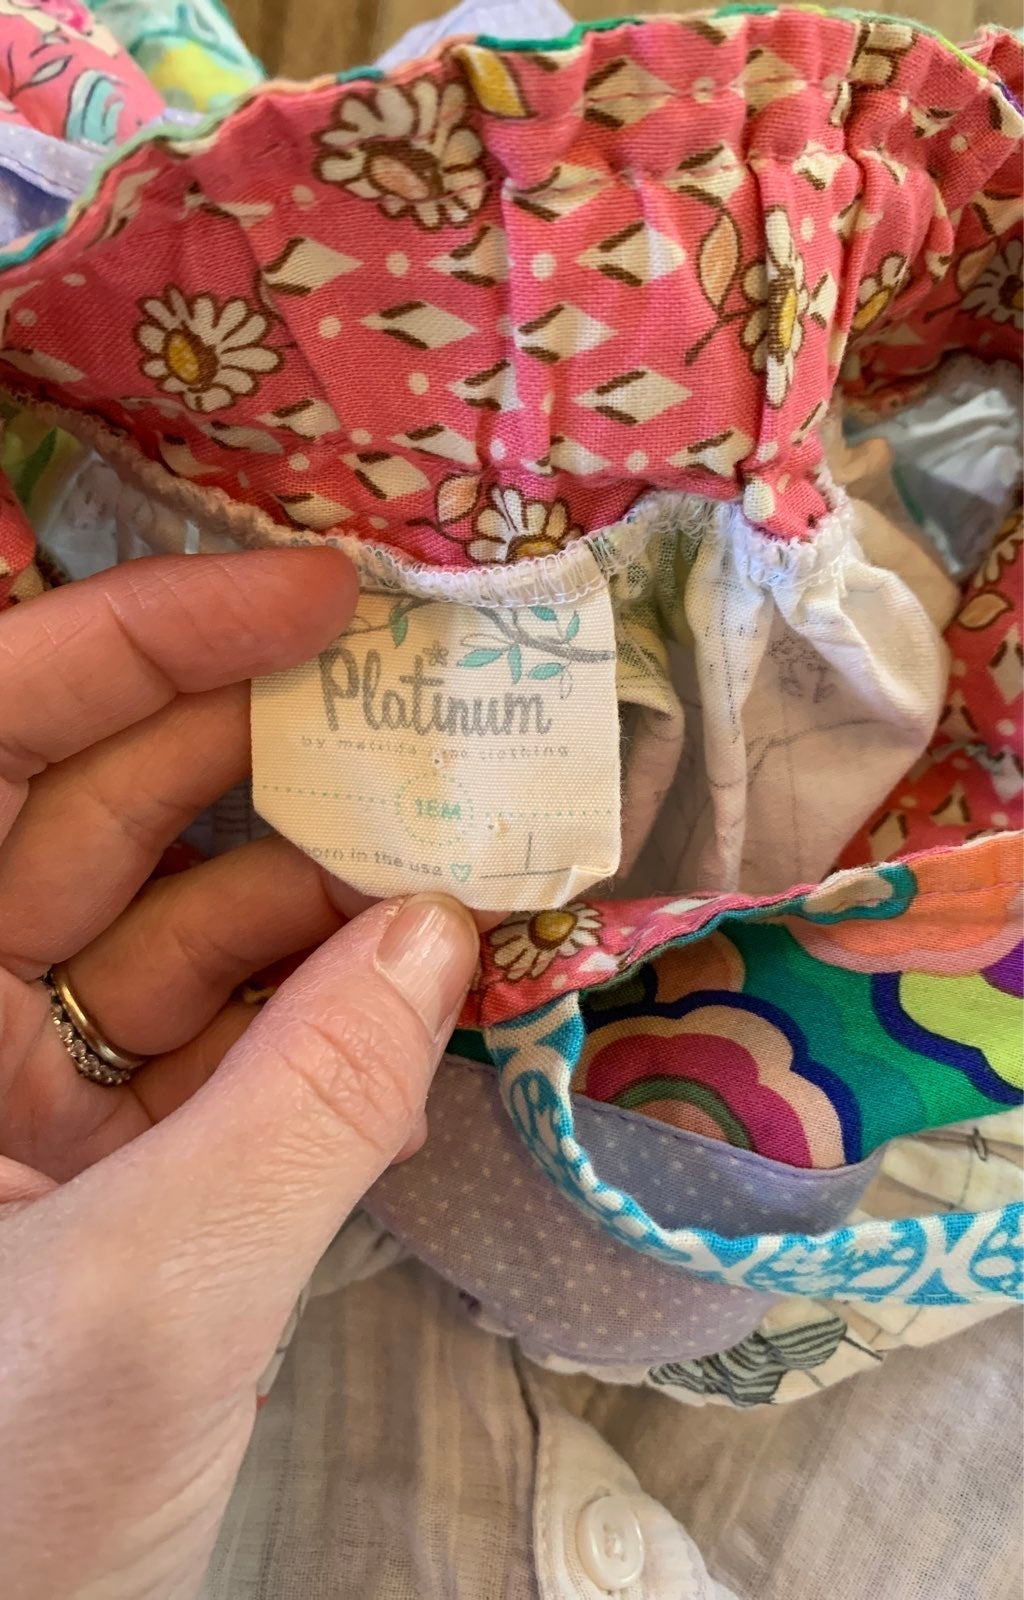 Platinum
by matilda jane clothing
18M
born in the usa